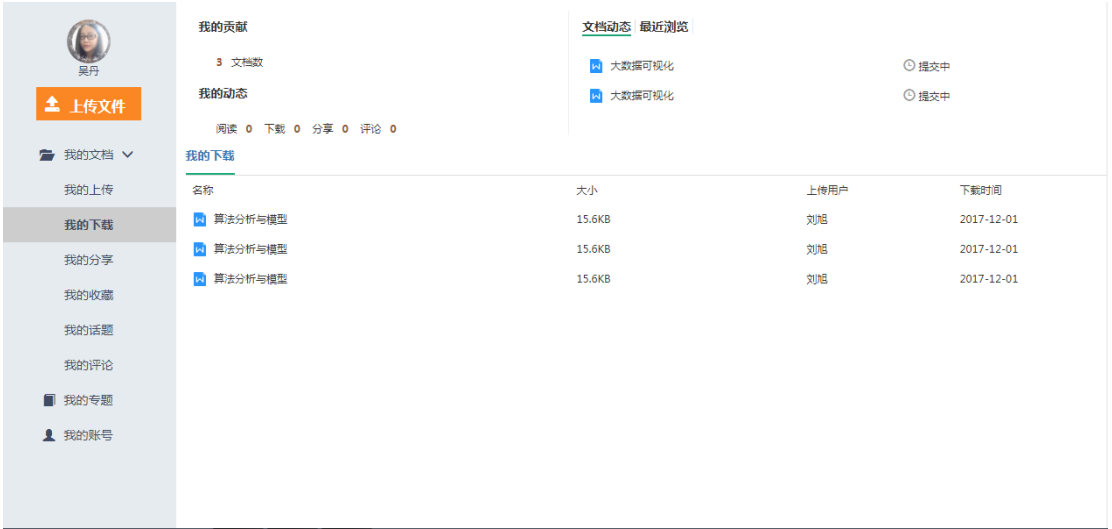 吴丹
上传文件
我的文档
我的上传
我的下载
我的分享
我的收藏
我的话题
我的评论
我的专题
我的账号
我的贡献
3 文档数
我的动态
阅读 0 下载 0 分享 0 评论 0
文档动态 最近浏览
大数据可视化 提交中
大数据可视化 提交中
我的下载
名称 大小 上传用户 下载时间
算法分析与模型 15.6KB 刘旭 2017-12-01
算法分析与模型 15.6KB 刘旭 2017-12-01
算法分析与模型 15.6KB 刘旭 2017-12-01